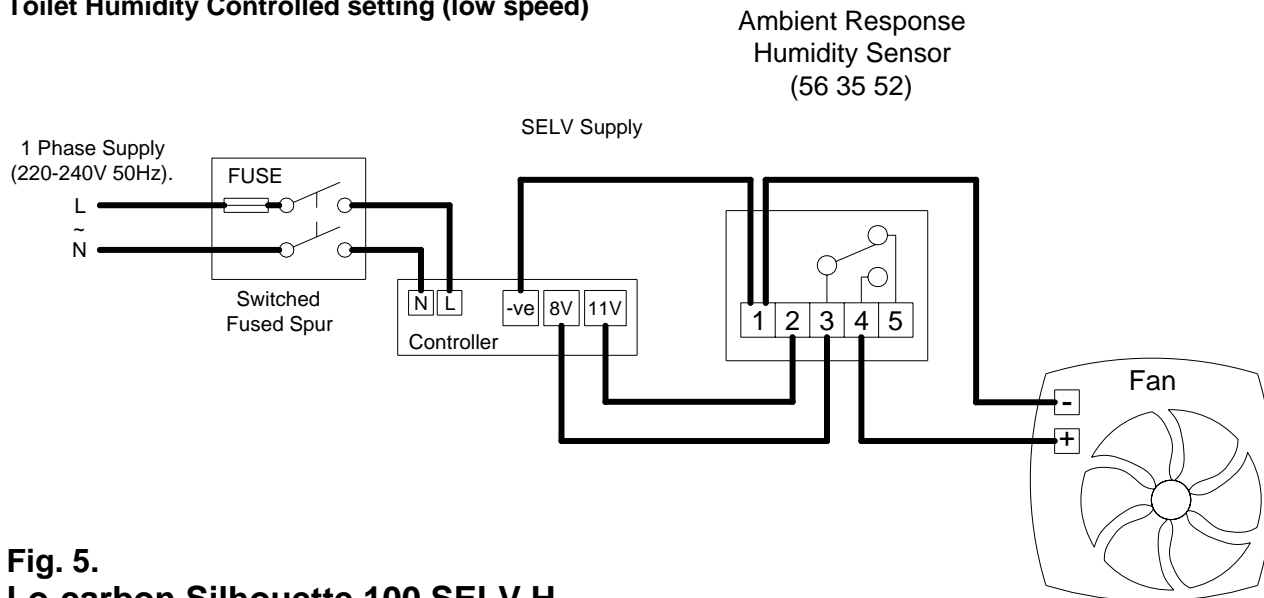 Toilet Humidity Controlled setting (low speed)
Ambient Response
Humidity Sensor
(56 35 52)
SELV Supply
1 Phase Supply
(220-240V 50Hz).
L
~
N
FUSE
Switched
Fused Spur
N L -ve 8V 11V
Controller
1 2 3 4 5
Fan
-
+
Fig. 5.
Lo-carbon Silhouette 100 SELV H